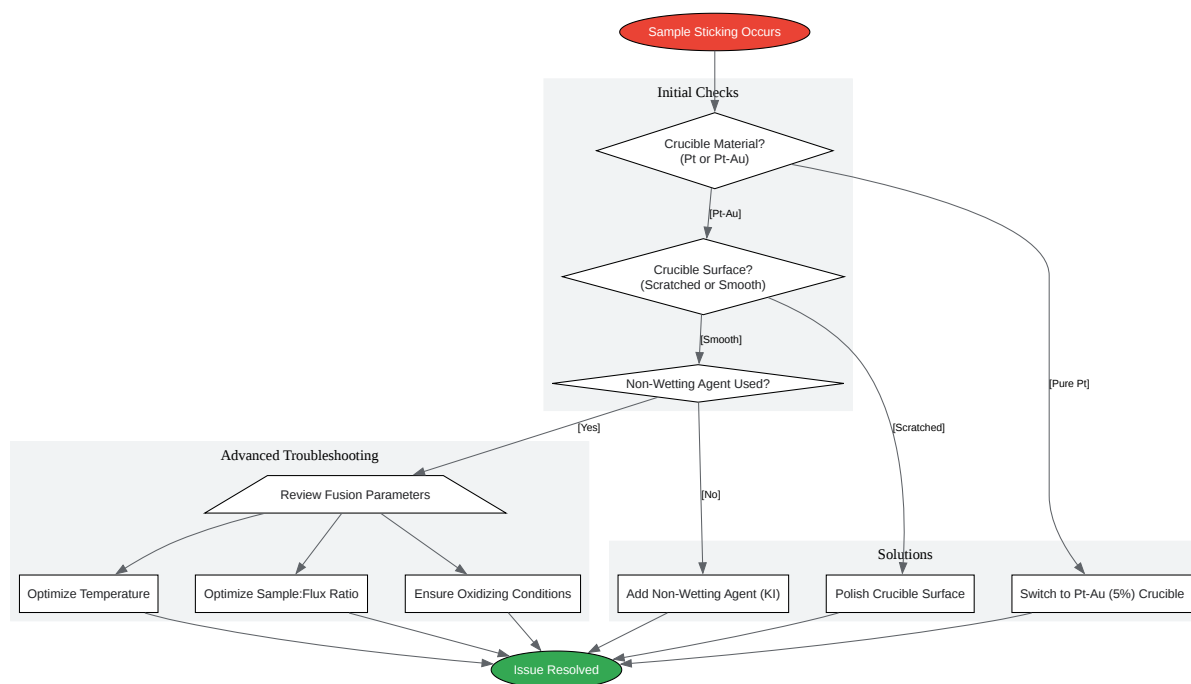 Sample Sticking Occurs
Initial Checks
Crucible Material?
(Pt or Pt-Au)
[Pt-Au]
Crucible Surface?
(Scratched or Smooth)
[Smooth]
Non-Wetting Agent Used?
[Pure Pt]
[Yes]
[Scratched]
Advanced Troubleshooting
Review Fusion Parameters
[No]
Solutions
Optimize Temperature
Optimize Sample:Flux Ratio
Ensure Oxidizing Conditions
Add Non-Wetting Agent (KI)
Polish Crucible Surface
Switch to Pt-Au (5%) Crucible
Issue Resolved